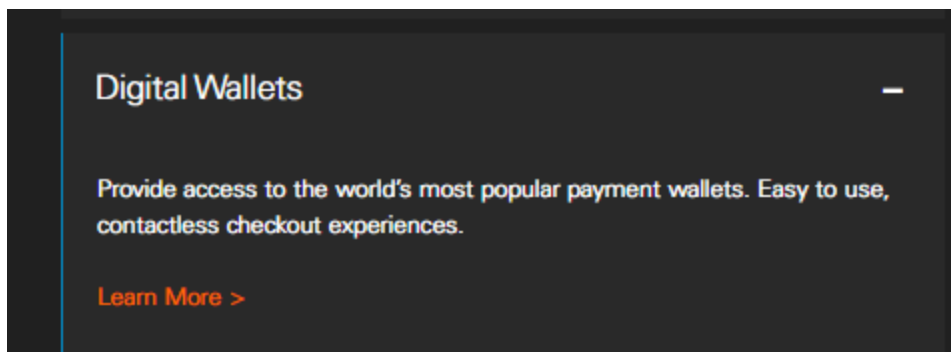 Digital Wallets
Provide access to the world's most popular payment wallets. Easy to use,
contactless checkout experiences.
Learn More >